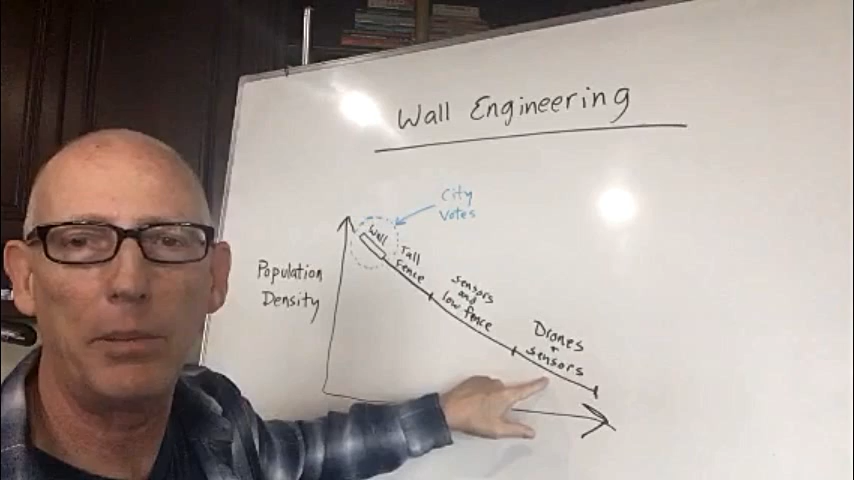 Wall Engineering
City
Votes
Wall
Tall
Fence
Population
Density
sensors
and
low fence
Drones
+
sensors